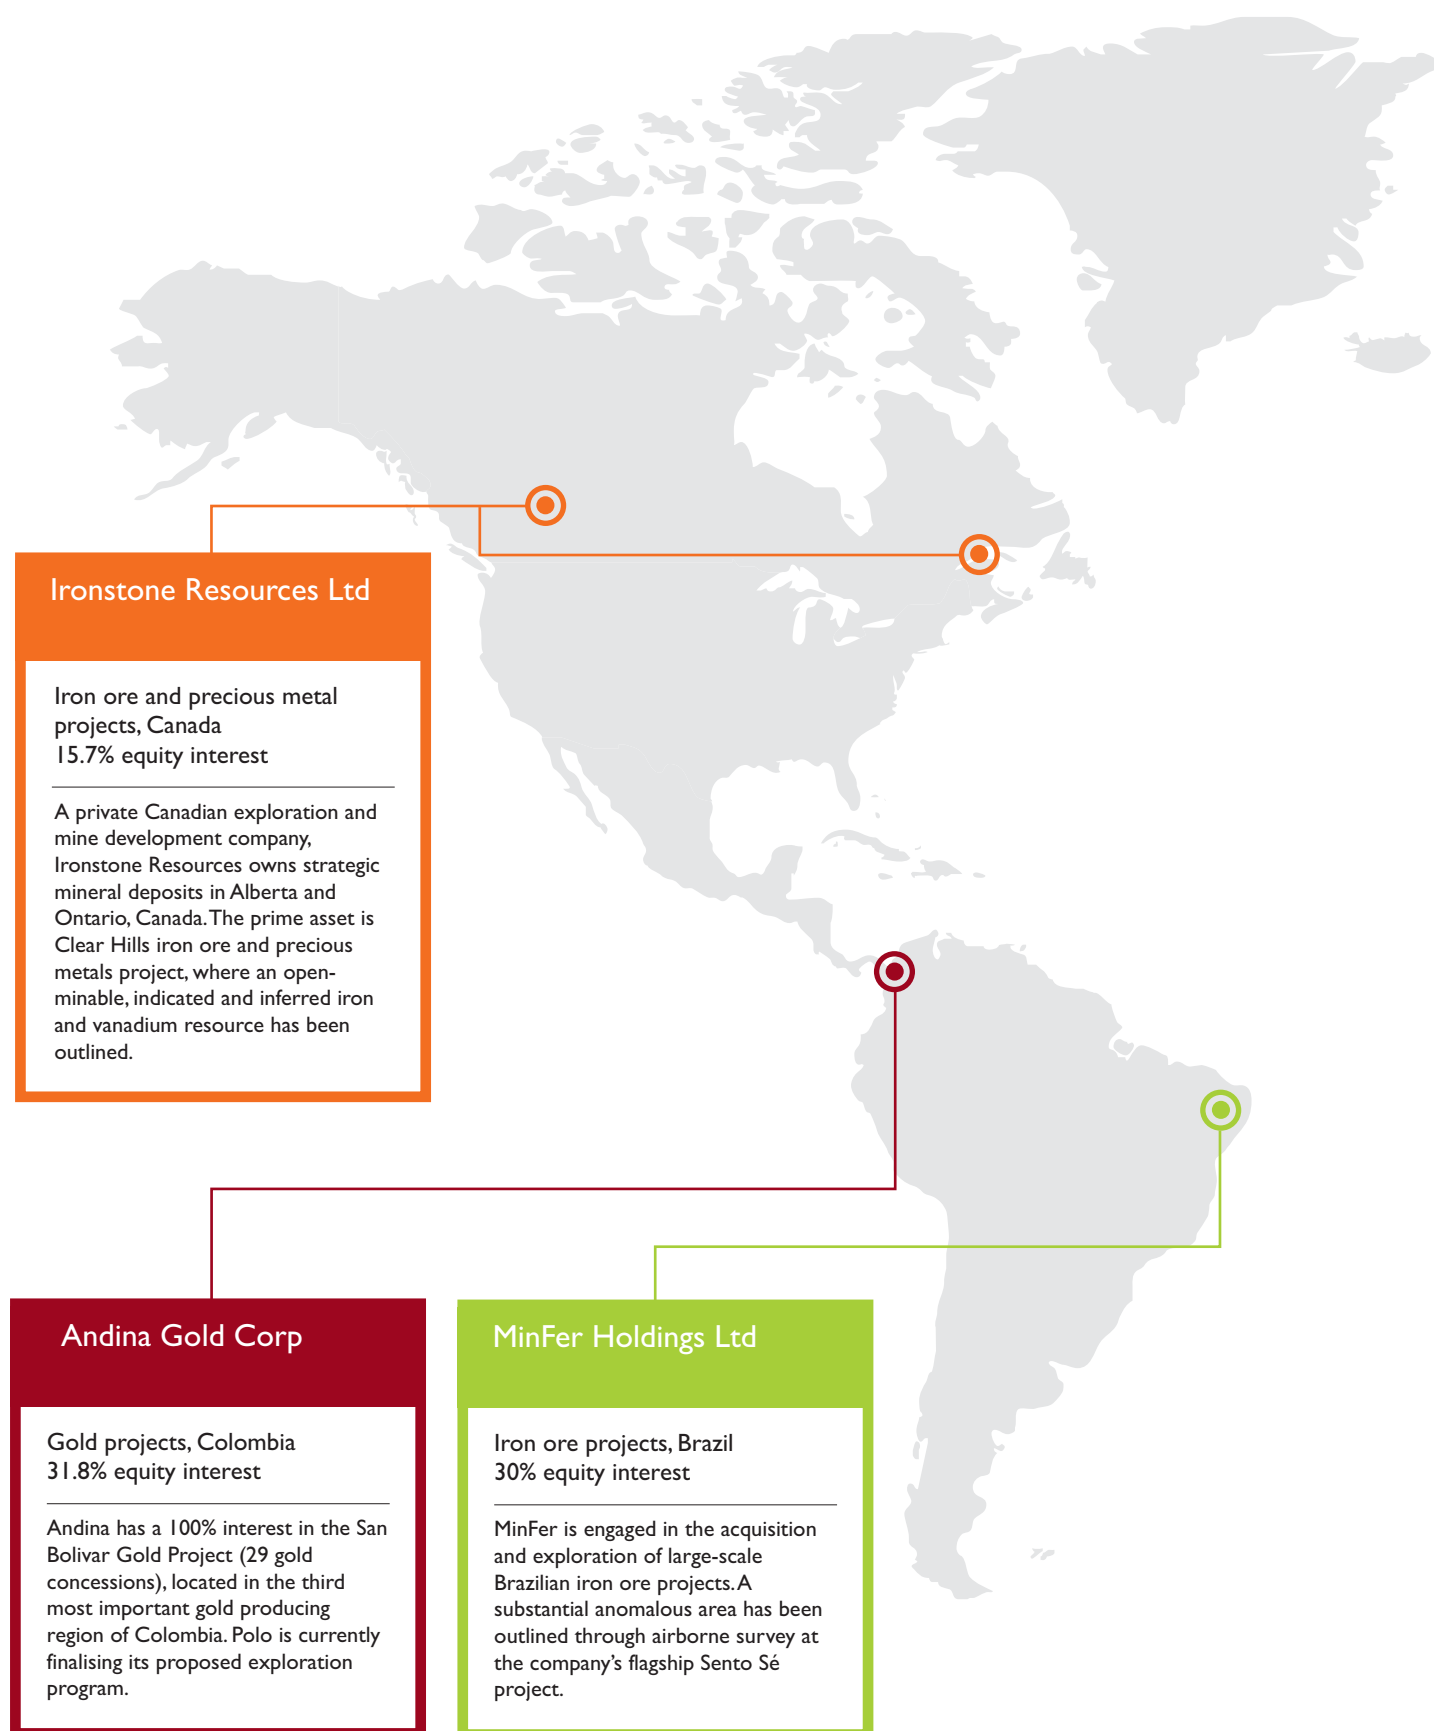 Ironstone Resources Ltd
Iron ore and precious metal
projects, Canada
15.7% equity interest
A private Canadian exploration and
mine development company,
Ironstone Resources owns strategic
mineral deposits in Alberta and
Ontario, Canada. The prime asset is
Clear Hills iron ore and precious
metals project, where an open-
minable, indicated and inferred iron
and vanadium resource has been
outlined.
Andina Gold Corp
Gold projects, Colombia
31.8% equity interest
Andina has a 100% interest in the San
Bolivar Gold Project (29 gold
concessions), located in the third
most important gold producing
region of Colombia. Polo is currently
finalising its proposed exploration
program.
MinFer Holdings Ltd
Iron ore projects, Brazil
30% equity interest
MinFer is engaged in the acquisition
and exploration of large-scale
Brazilian iron ore projects. A
substantial anomalous area has been
outlined through airborne survey at
the company’s flagship Sento Sé
project.